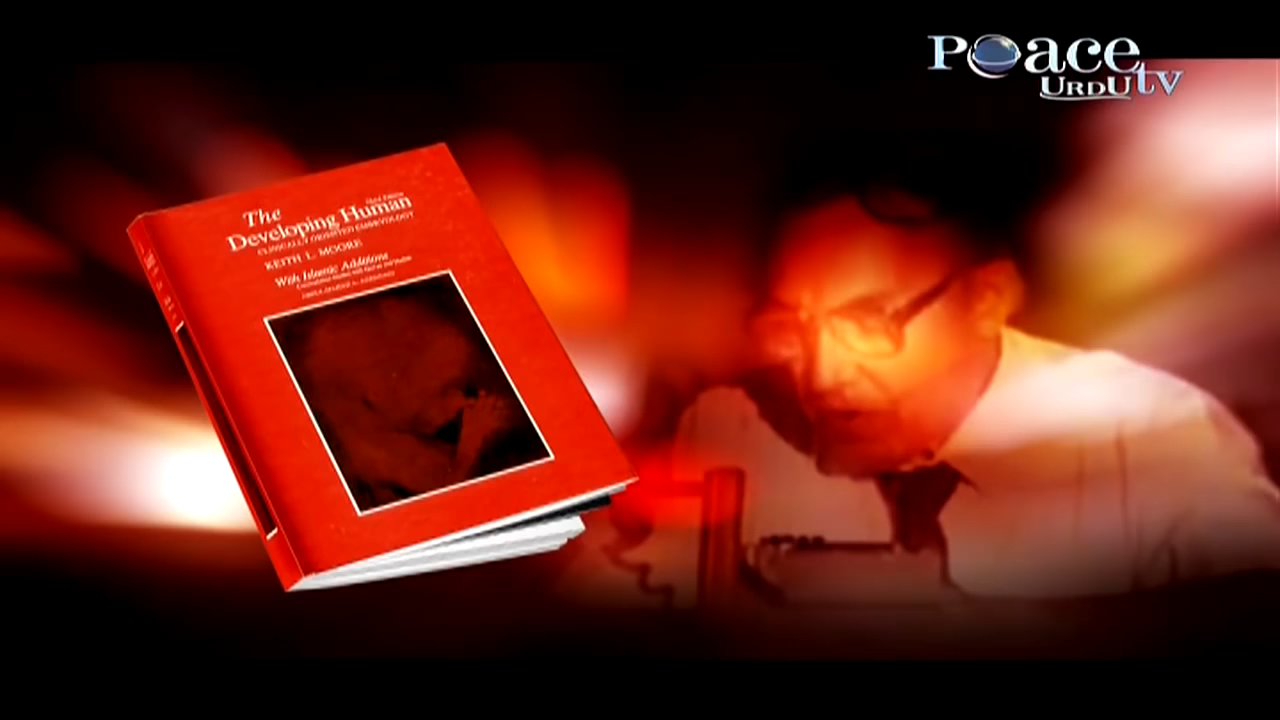 Peace
URDU tv
The
Third Edition
Developing Human
CLINICALLY ORIENTED EMBRYOLOGY
KEITH L. MOORE
With Islamic Additions